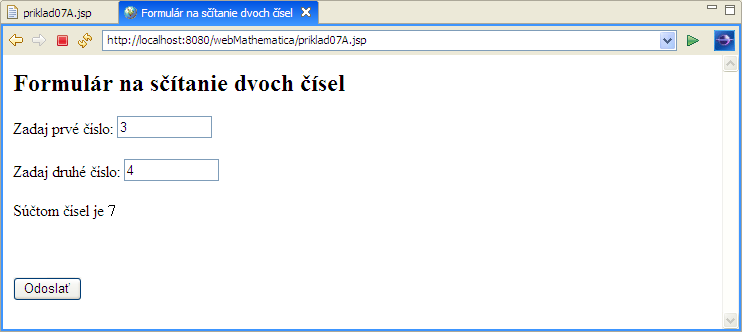 priklad07A.jsp
Formulár na sčítanie dvoch čísel
http://localhost:8080/webMathematica/priklad07A.jsp
Formulár na sčítanie dvoch čísel
Zadaj prvé číslo: 3
Zadaj druhé číslo: 4
Súčtom čísel je 7
Odoslať